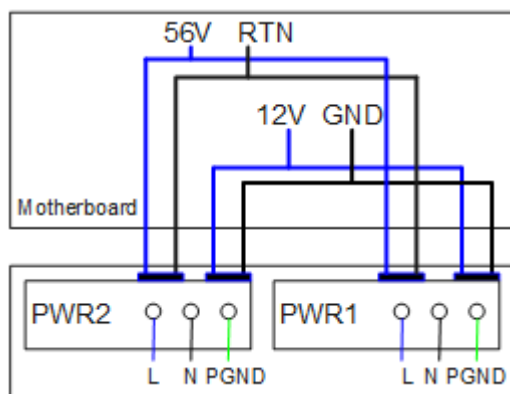 56V RTN
12V GND
Motherboard
PWR2 PWR1
L N PGND L N PGND